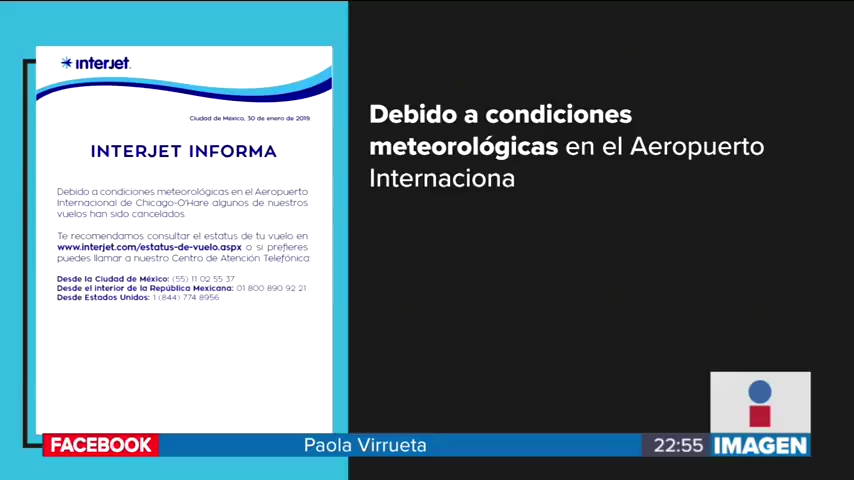 interjet
Ciudad de México, 30 de enero de 2019.
INTERJET INFORMA
Debido a condiciones meteorológicas en el Aeropuerto
Internacional de Chicago-O'Hare algunos de nuestros
vuelos han sido cancelados.
Te recomendamos consultar el estatus de tu vuelo en
www.interjet.com/estatus-de-vuelo.aspx o si prefieres
puedes llamar a nuestro Centro de Atención Telefónica:
Desde la Ciudad de México: (55) 11 02 55 37
Desde el interior de la República Mexicana: 01 800 890 92 21
Desde Estados Unidos: 1 (844) 774 8956
Debido a condiciones
meteorológicas en el Aeropuerto
Internaciona
FACEBOOK
Paola Virrueta
22:55
IMAGEN